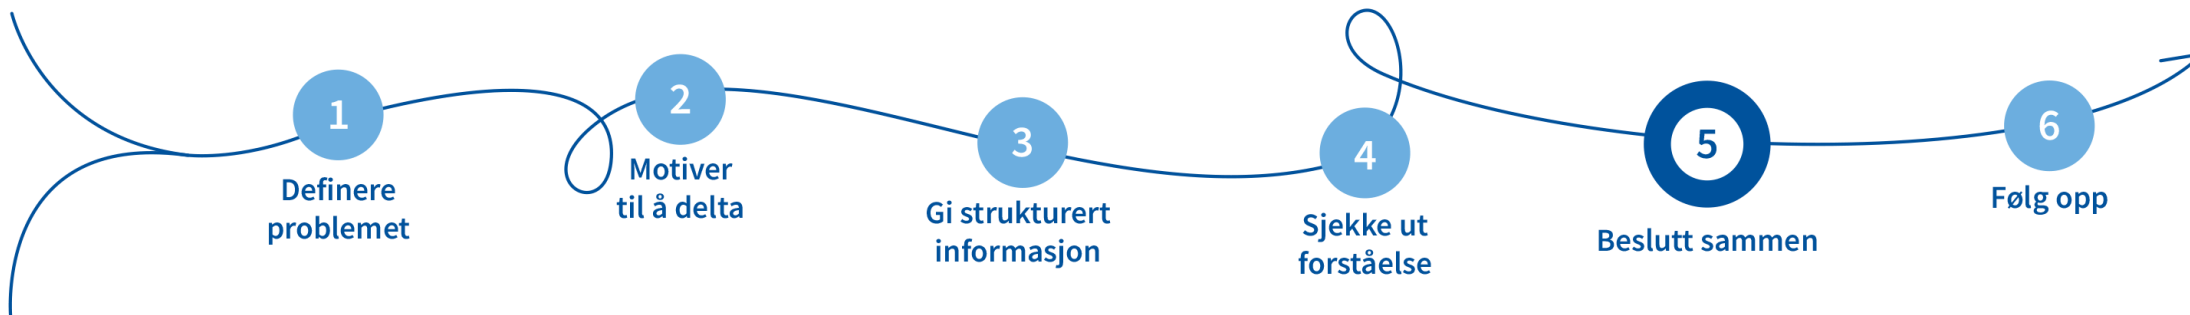 1
Definere
problemet
2
Motiver
til å delta
3
Gi strukturert
informasjon
4
Sjekke ut
forståelse
5
Beslutt sammen
6
Følg opp